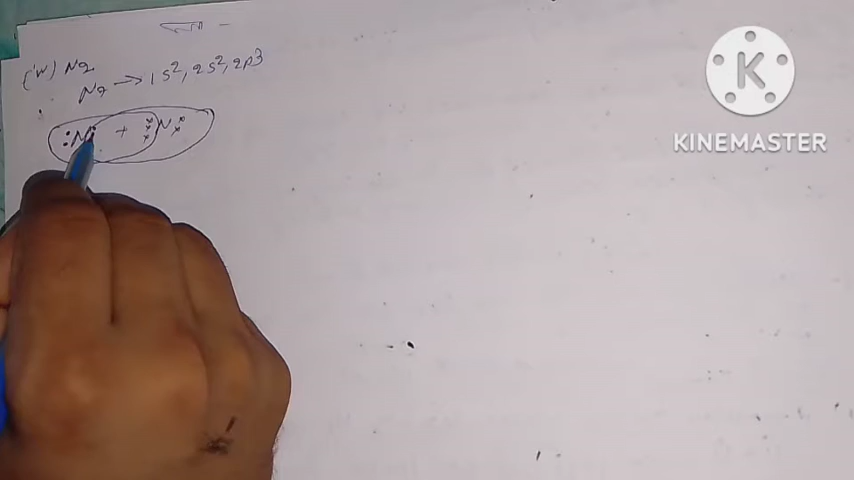 (iv) N2
N2 → 1s², 2s², 2p³
N + N
K
KINEMASTER